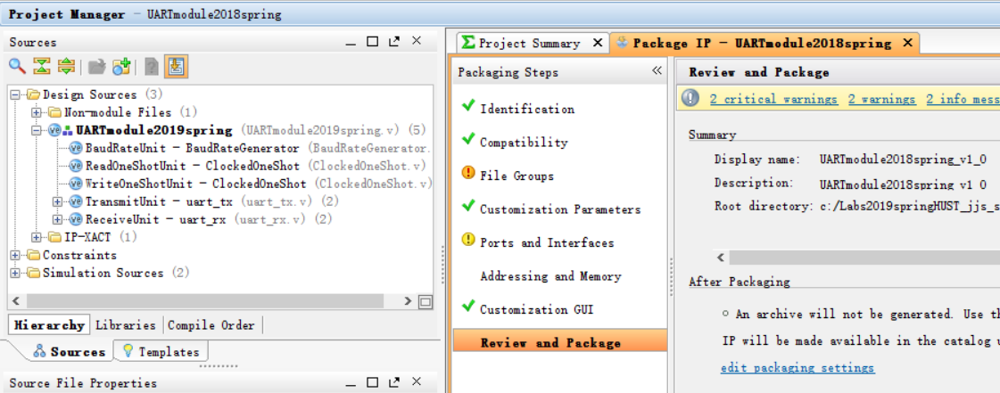 Project Manager - UARTmodule2018spring
Sources
Design Sources (3)
Non-module Files (1)
UARTmodule2019spring (UARTmodule2019spring.v) (5)
BaudRateUnit - BaudRateGenerator (BaudRateGenerator.
ReadOneShotUnit - ClockedOneShot (ClockedOneShot.v)
WriteOneShotUnit - ClockedOneShot (ClockedOneShot.v)
TransmitUnit - uart_tx (uart_tx.v) (2)
ReceiveUnit - uart_rx (uart_rx.v) (2)
IP-XACT (1)
Constraints
Simulation Sources (2)
Hierarchy Libraries Compile Order
Sources Templates
Source File Properties
Project Summary Package IP - UARTmodule2018spring
Packaging Steps
Identification
Compatibility
File Groups
Customization Parameters
Ports and Interfaces
Addressing and Memory
Customization GUI
Review and Package
Review and Package
2 critical warnings 2 warnings 2 info mess
Summary
Display name: UARTmodule2018spring_v1_0
Description: UARTmodule2018spring v1 0
Root directory: c:/Labs2019springHUST_jjs_s
After Packaging
An archive will not be generated. Use th
IP will be made available in the catalog u
edit packaging settings